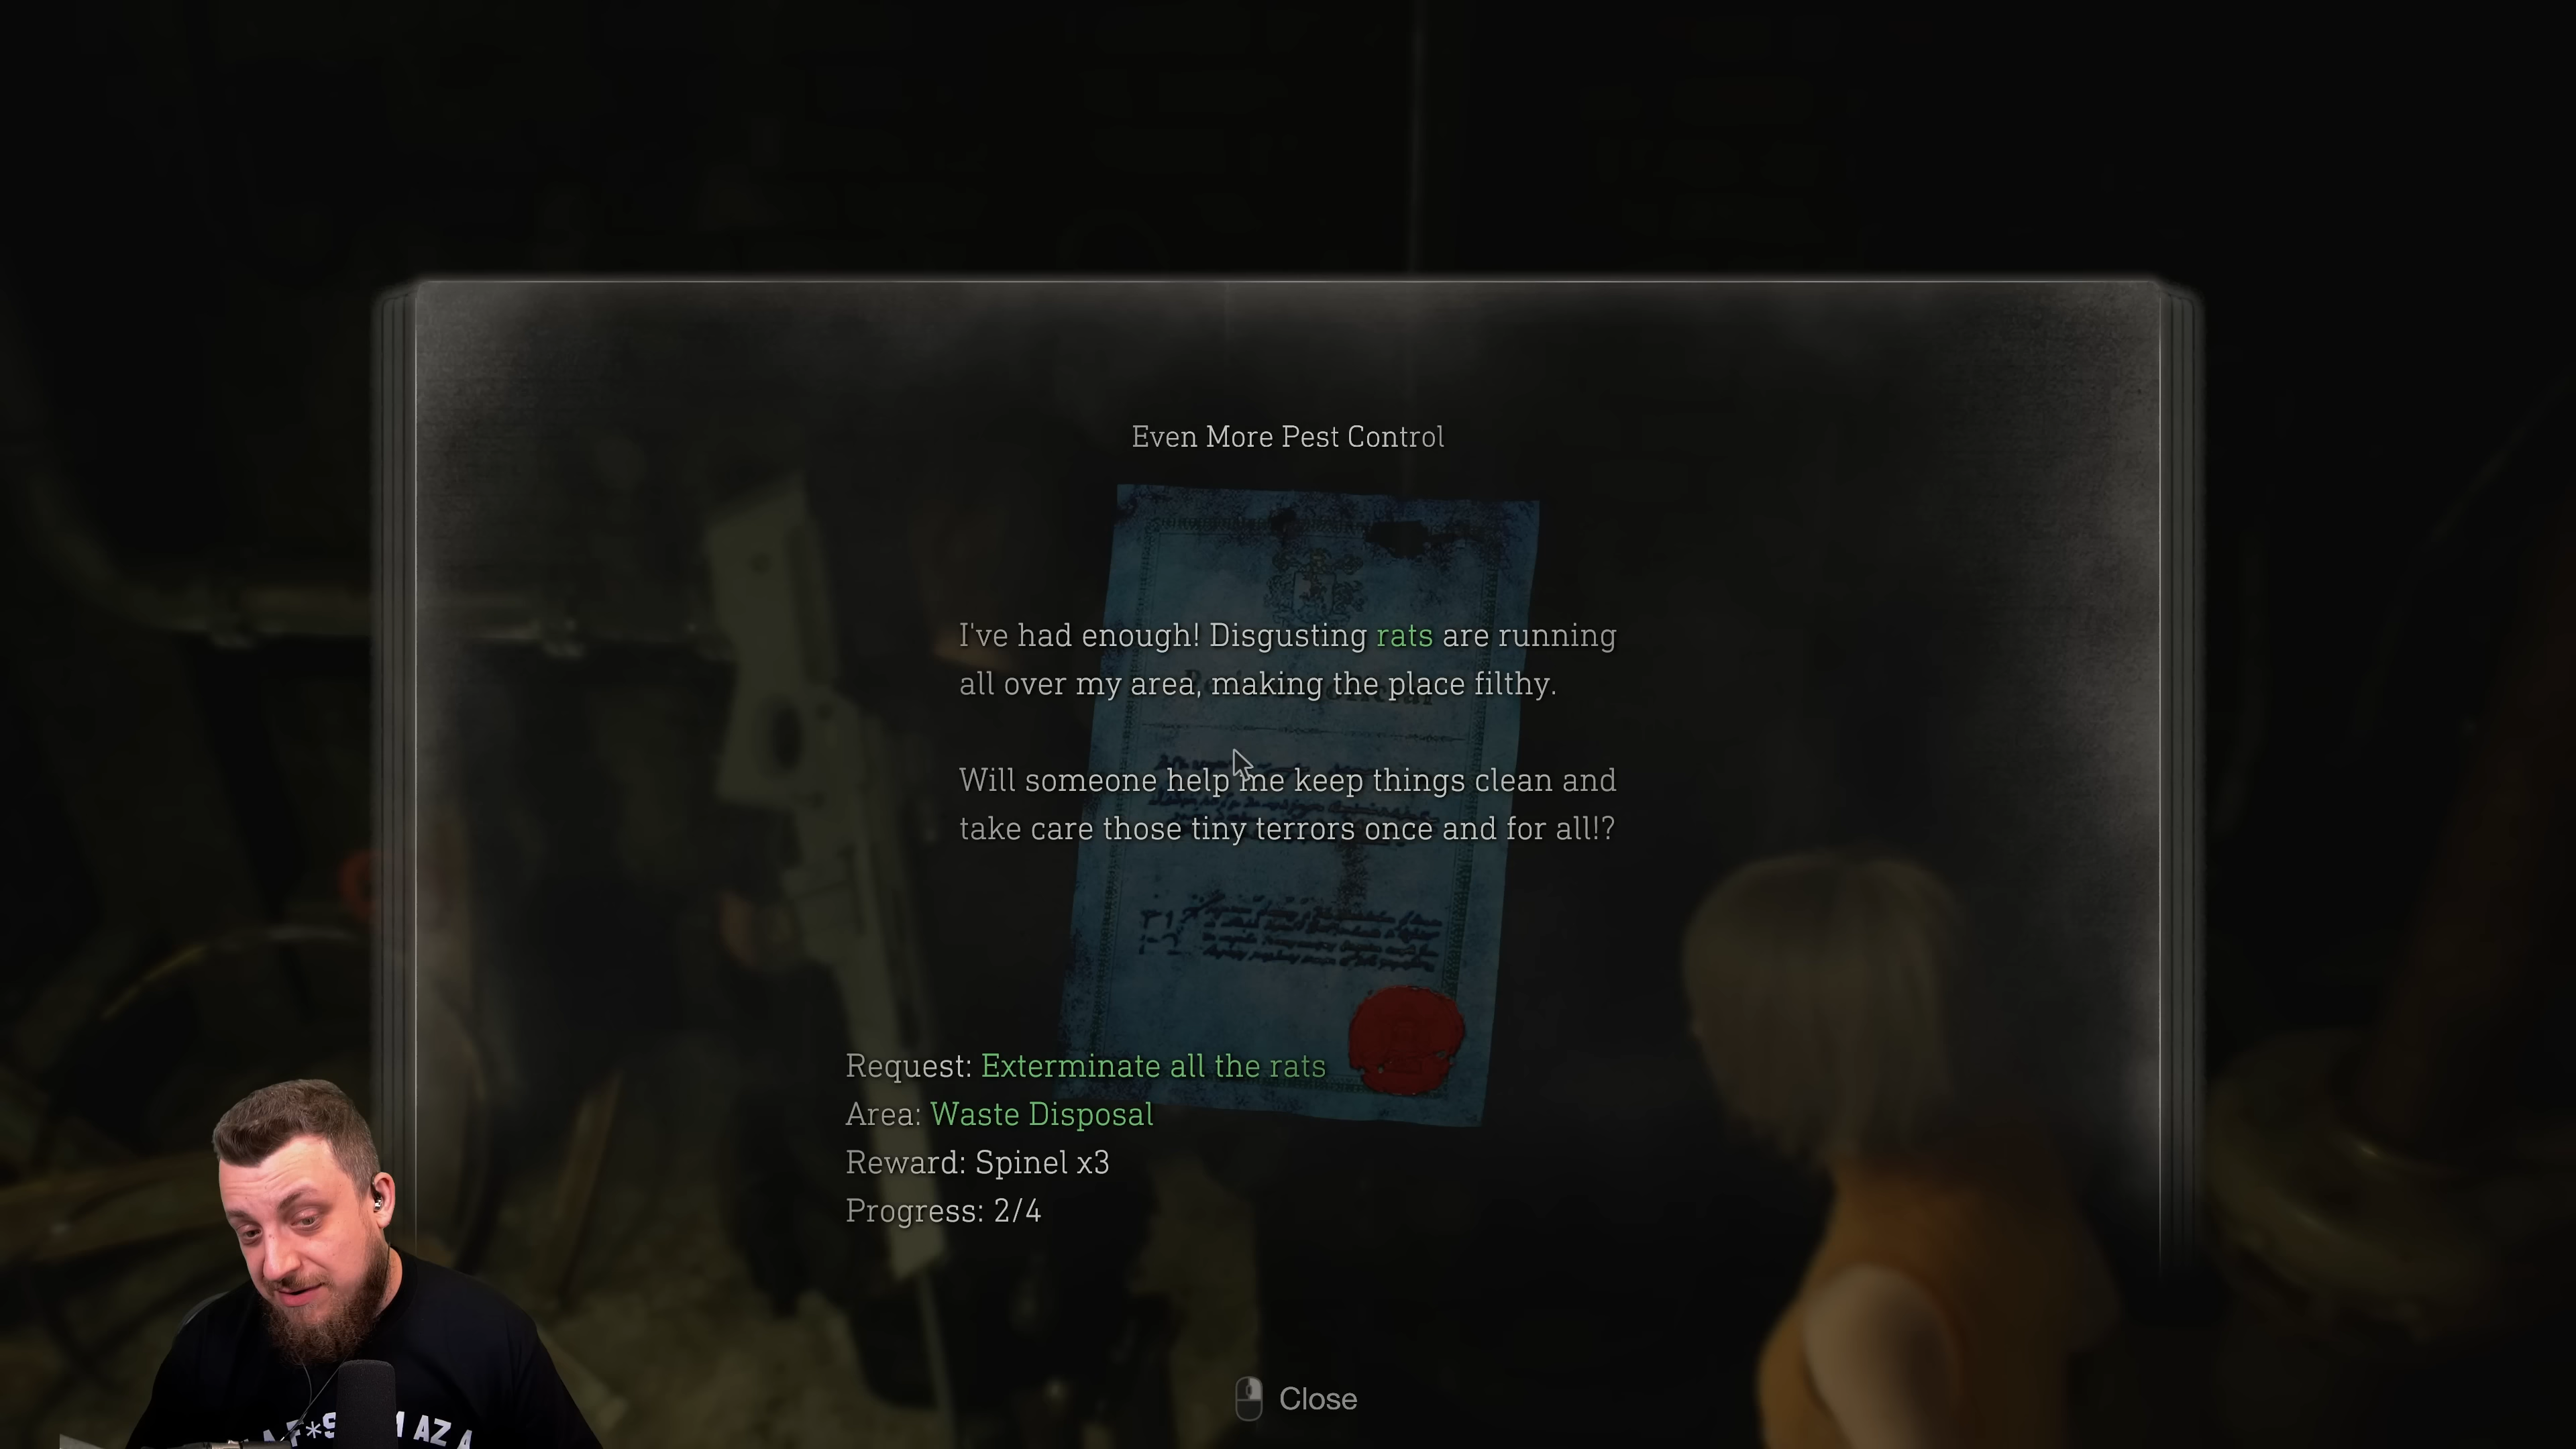 Even More Pest Control
I've had enough! Disgusting rats are running
all over my area, making the place filthy.
Will someone help me keep things clean and
take care those tiny terrors once and for all!?
Request: Exterminate all the rats
Area: Waste Disposal
Reward: Spinel x3
Progress: 2/4
Close